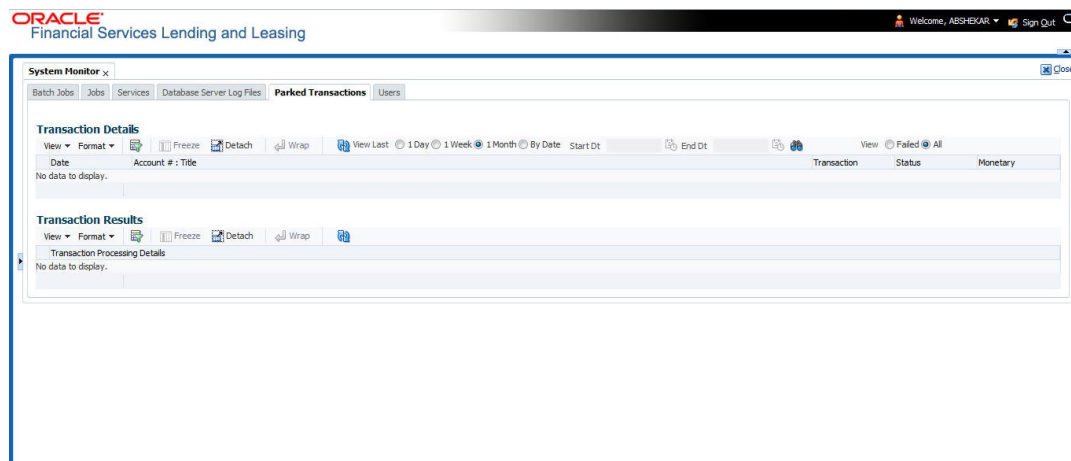 ORACLE
Financial Services Lending and Leasing
Welcome, ABSHEKAR Sign Out
System Monitor x
Close
Batch Jobs Jobs Services Database Server Log Files Parked Transactions Users
Transaction Details
View Format Freeze Detach Wrap View Last 1 Day 1 Week 1 Month By Date Start Dt End Dt View Failed All
Date Account # : Title Transaction Status Monetary
No data to display.
Transaction Results
View Format Freeze Detach Wrap
Transaction Processing Details
No data to display.